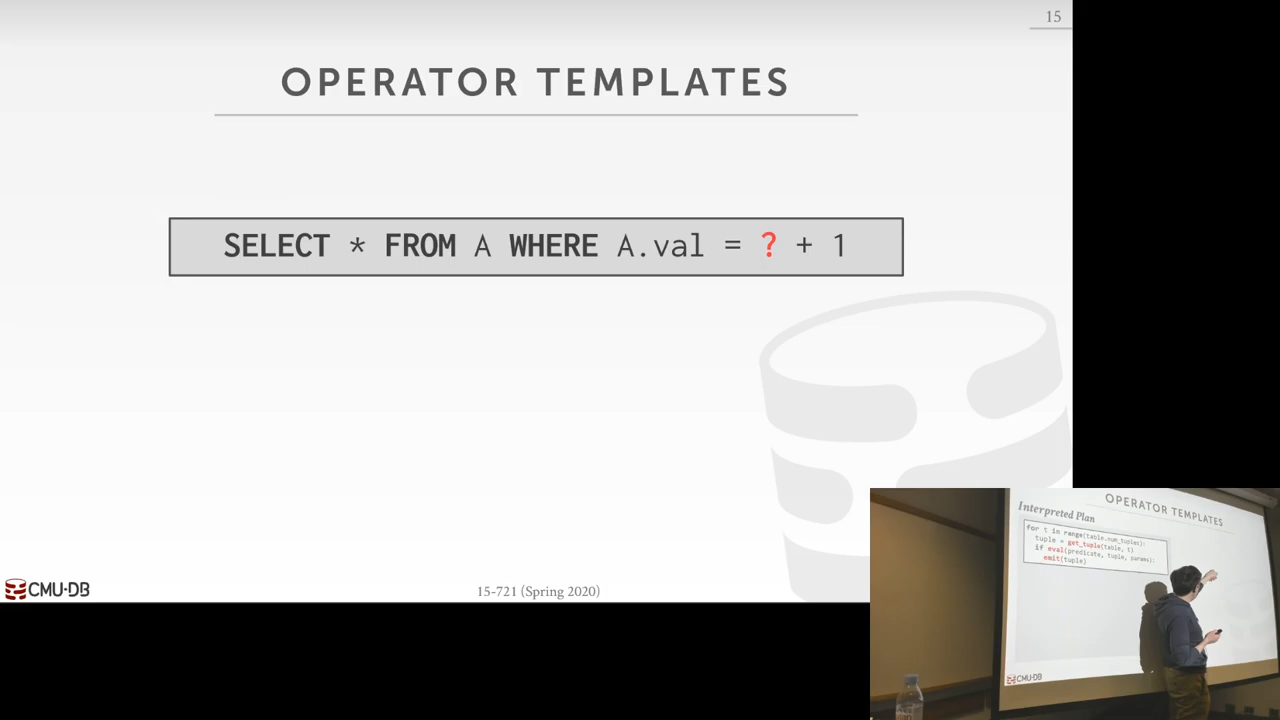 15
OPERATOR TEMPLATES
SELECT * FROM A WHERE A.val = ? + 1
CMU·DB
15-721 (Spring 2020)
OPERATOR TEMPLATES
Interpreted Plan
for t in range(table.num_tuples):
tuple = get_tuple(table, t)
if eval(predicate, tuple, params):
emit(tuple)
CMU·DB